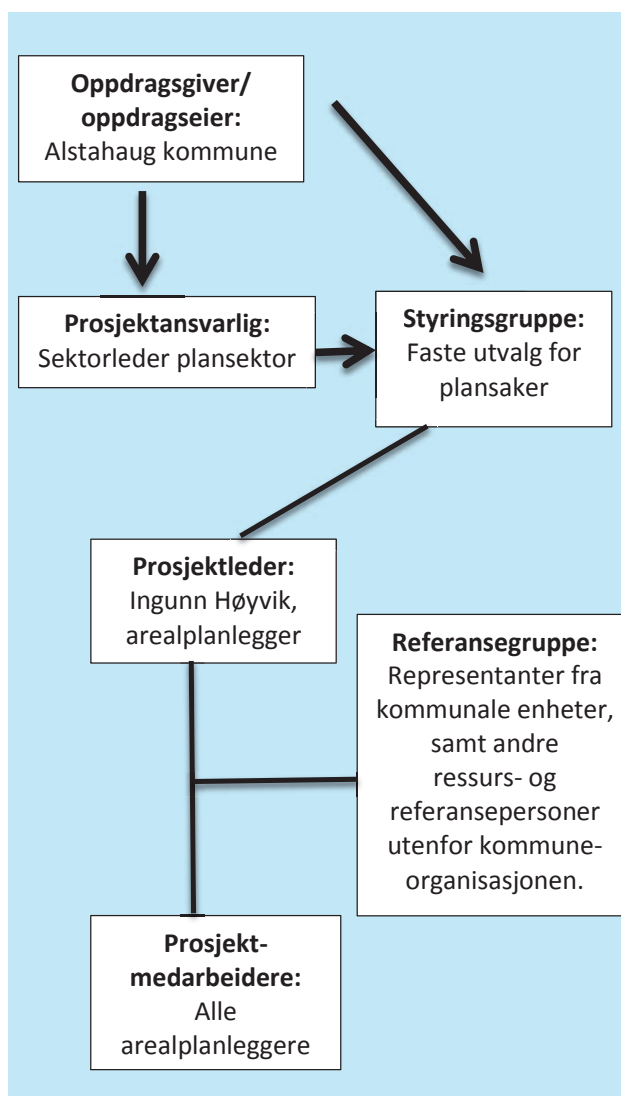 Oppdragsgiver/
oppdragseier:
Alstahaug kommune
Prosjektansvarlig:
Sektorleder plansektor
Styringsgruppe:
Faste utvalg for
plansaker
Prosjektleder:
Ingunn Høyvik,
arealplanlegger
Referansegruppe:
Representanter fra
kommunale enheter,
samt andre
ressurs- og
referansepersoner
utenfor kommune-
organisasjonen.
Prosjekt-
medarbeidere:
Alle
arealplanleggere